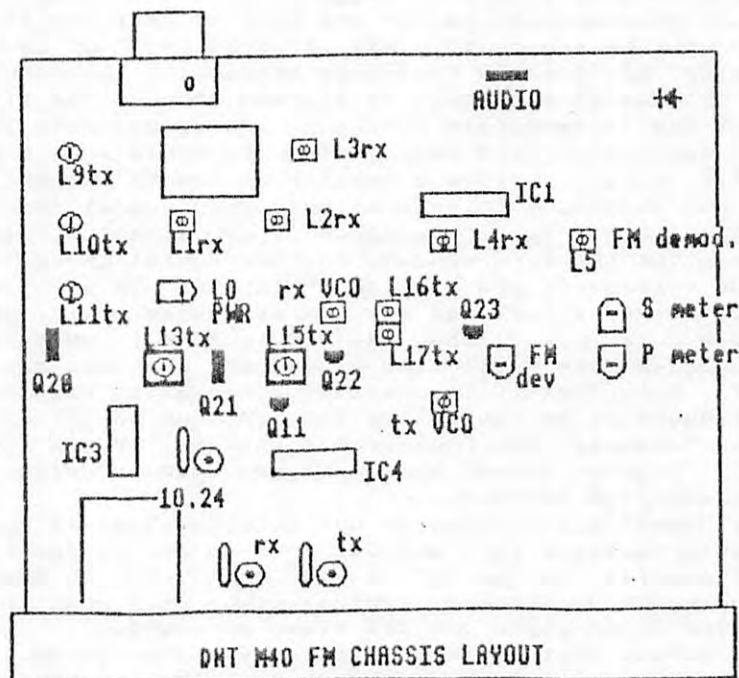 0
AUDIO
L3rx
L9tx
IC1
L2rx
L10tx
L1rx
L4rx
FM demod.
L5
L11tx
LO PWR
rx VCO
L16tx
S meter
L13tx
L15tx
Q23
L17tx
P meter
Q20
Q21
Q22
FM dev
Q11
tx VCO
IC3
IC4
10.24
rx
tx
DNT M40 FM CHASSIS LAYOUT